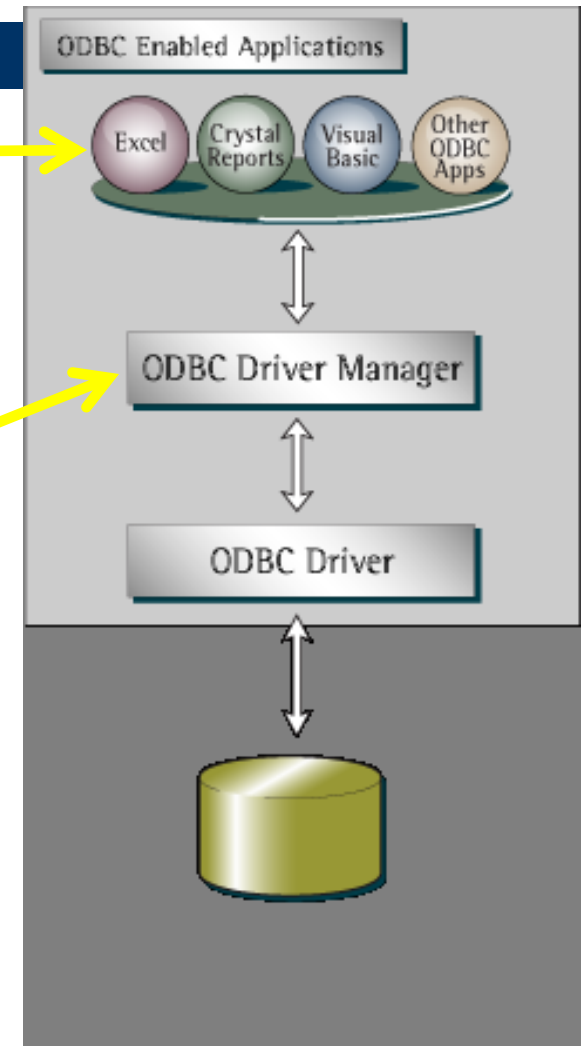 ODBC Enabled Applications
Excel
Crystal
Reports
Visual
Basic
Other
ODBC
Apps
ODBC Driver Manager
ODBC Driver